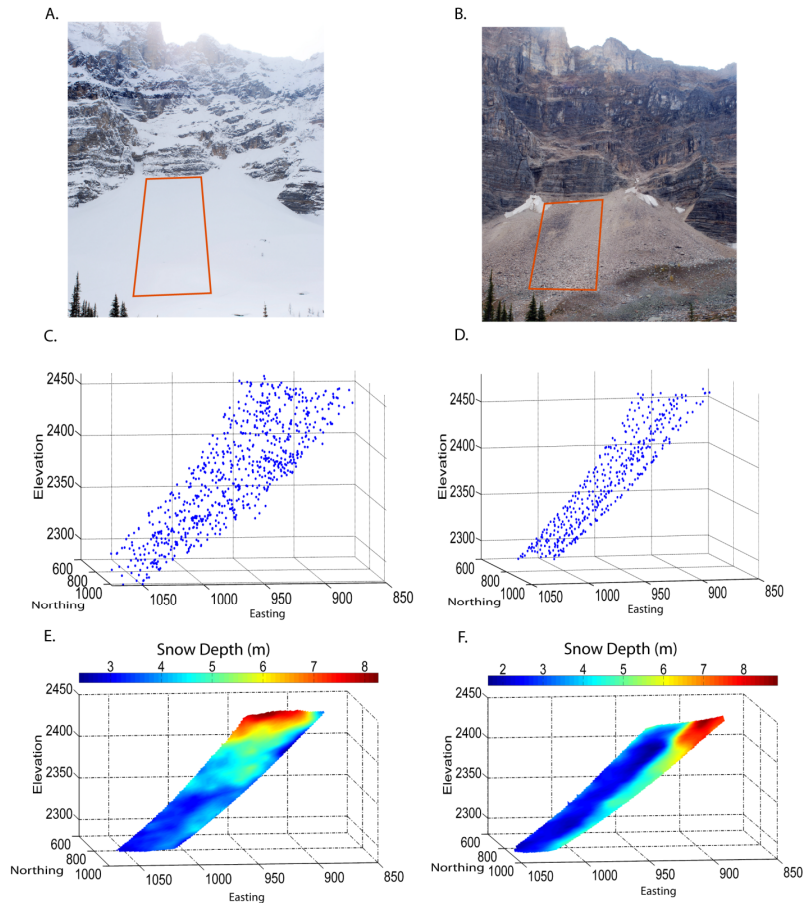 A.
B.
C.
D.
2450
2400
2350
2300
Elevation
600
800
1000
Northing
1050
1000
950
900
850
Easting
2450
2400
2350
2300
Elevation
600
800
1000
Northing
1050
1000
950
900
850
Easting
E.
F.
Snow Depth (m)
3 4 5 6 7 8
2450
2400
2350
2300
Elevation
600
800
1000
Northing
1050
1000
950
900
850
Easting
Snow Depth (m)
2 3 4 5 6 7 8
2450
2400
2350
2300
Elevation
600
800
1000
Northing
1050
1000
950
900
850
Easting